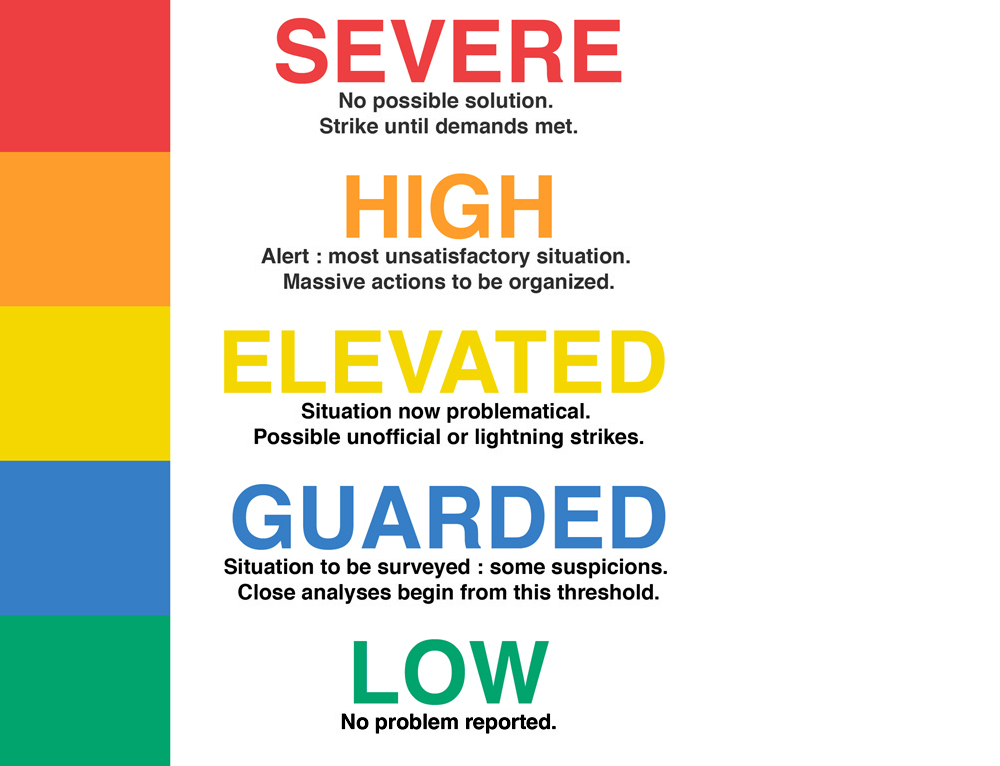 SEVERE
No possible solution.
Strike until demands met.
HIGH
Alert : most unsatisfactory situation.
Massive actions to be organized.
ELEVATED
Situation now problematical.
Possible unofficial or lightning strikes.
GUARDED
Situation to be surveyed : some suspicions.
Close analyses begin from this threshold.
LOW
No problem reported.